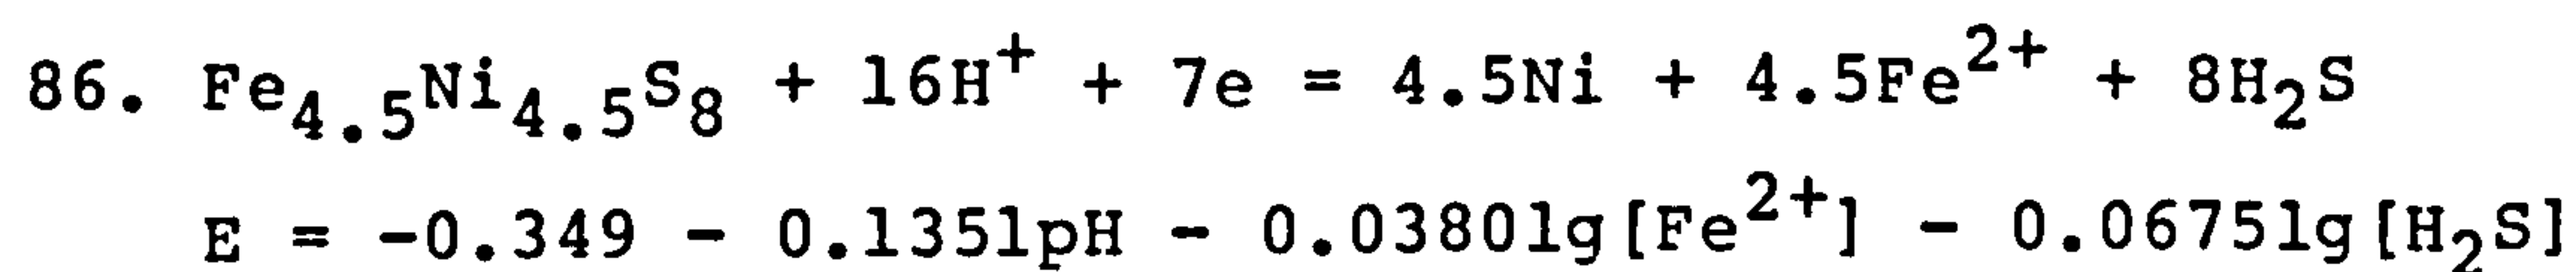 86. Fe4.5Ni4.5S8 + 16H⁺ + 7e = 4.5Ni + 4.5Fe²⁺ + 8H₂S
E = -0.349 - 0.1351pH - 0.0380lg[Fe²⁺] - 0.0675lg[H₂S]